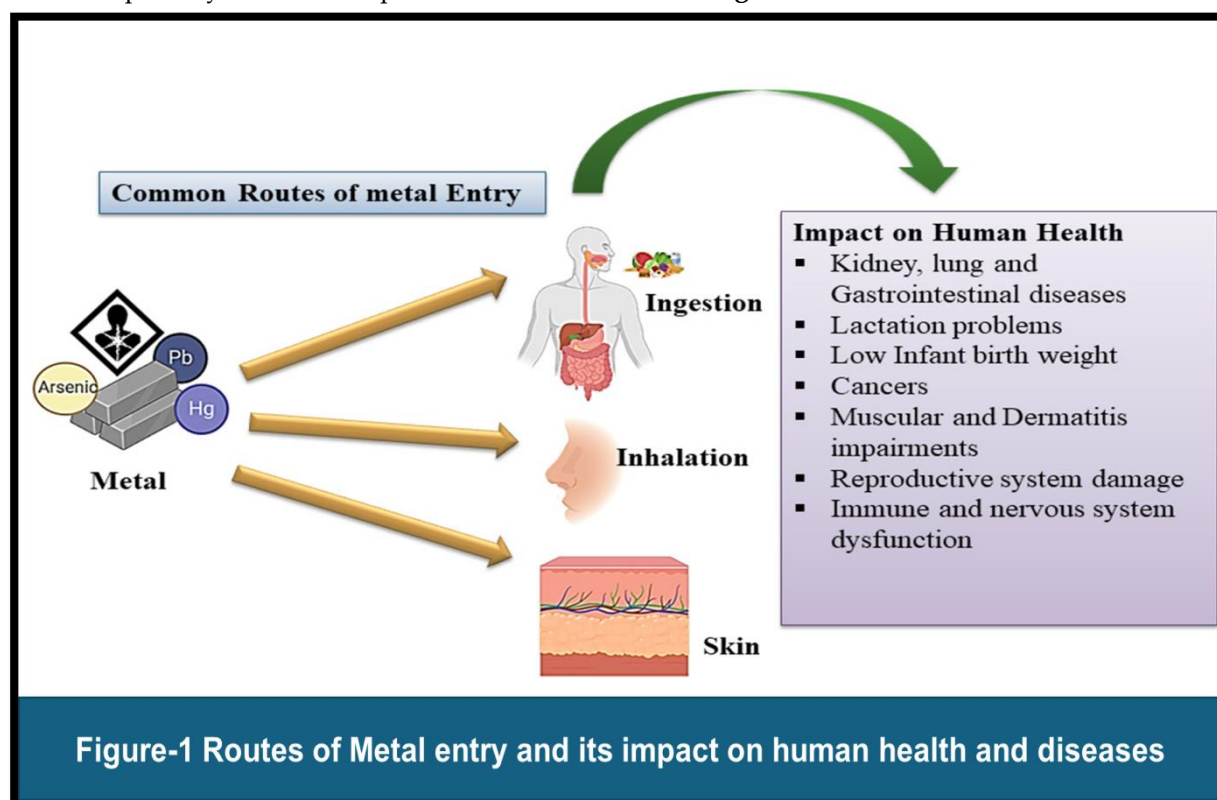 Common Routes of metal Entry
Arsenic
Pb
Hg
Metal
Ingestion
Inhalation
Skin
Impact on Human Health
▪ Kidney, lung and
Gastrointestinal diseases
▪ Lactation problems
▪ Low Infant birth weight
▪ Cancers
▪ Muscular and Dermatitis
impairments
▪ Reproductive system damage
▪ Immune and nervous system
dysfunction
Figure-1 Routes of Metal entry and its impact on human health and diseases